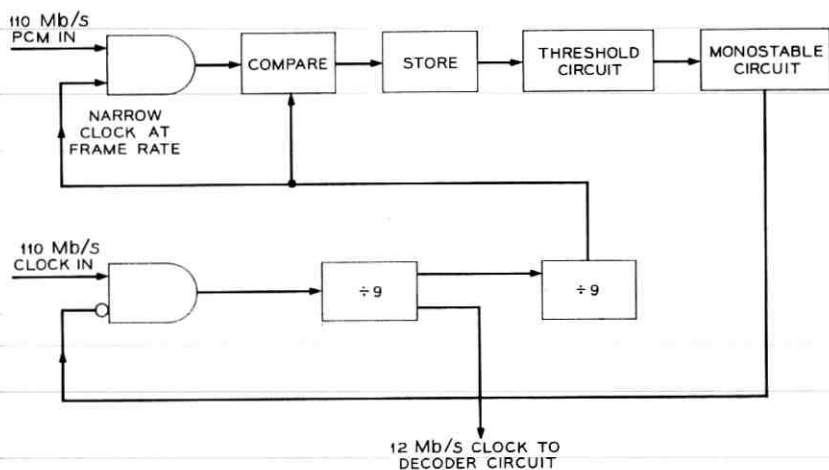 110 Mb/s
PCM IN
COMPARE
STORE
THRESHOLD
CIRCUIT
MONOSTABLE
CIRCUIT
NARROW
CLOCK AT
FRAME RATE
110 Mb/s
CLOCK IN
÷9
÷9
12 Mb/s CLOCK TO
DECODER CIRCUIT